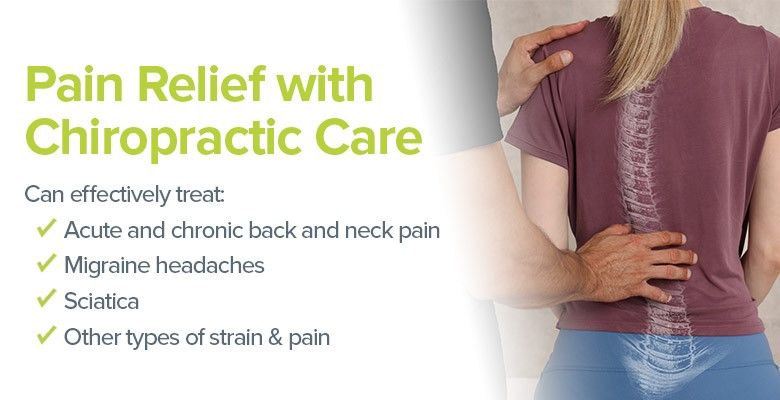 Pain Relief with
Chiropractic Care
Can effectively treat:
Acute and chronic back and neck pain
Migraine headaches
Sciatica
Other types of strain & pain